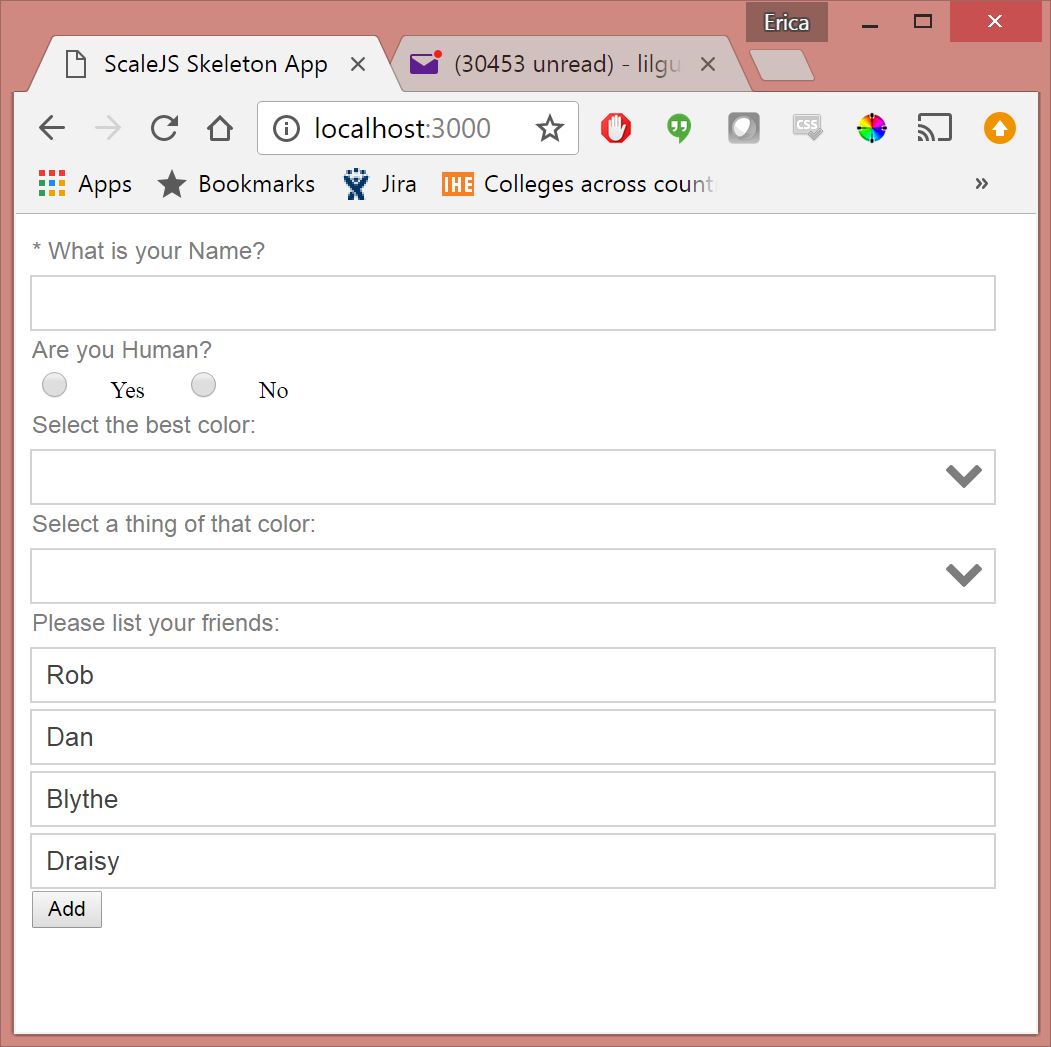 Erica
ScaleJS Skeleton App
(30453 unread) - lilgu
localhost:3000
CSS
Apps Bookmarks Jira IHE Colleges across count
* What is your Name?
Are you Human?
Yes No
Select the best color:
Select a thing of that color:
Please list your friends:
Rob
Dan
Blythe
Draisy
Add